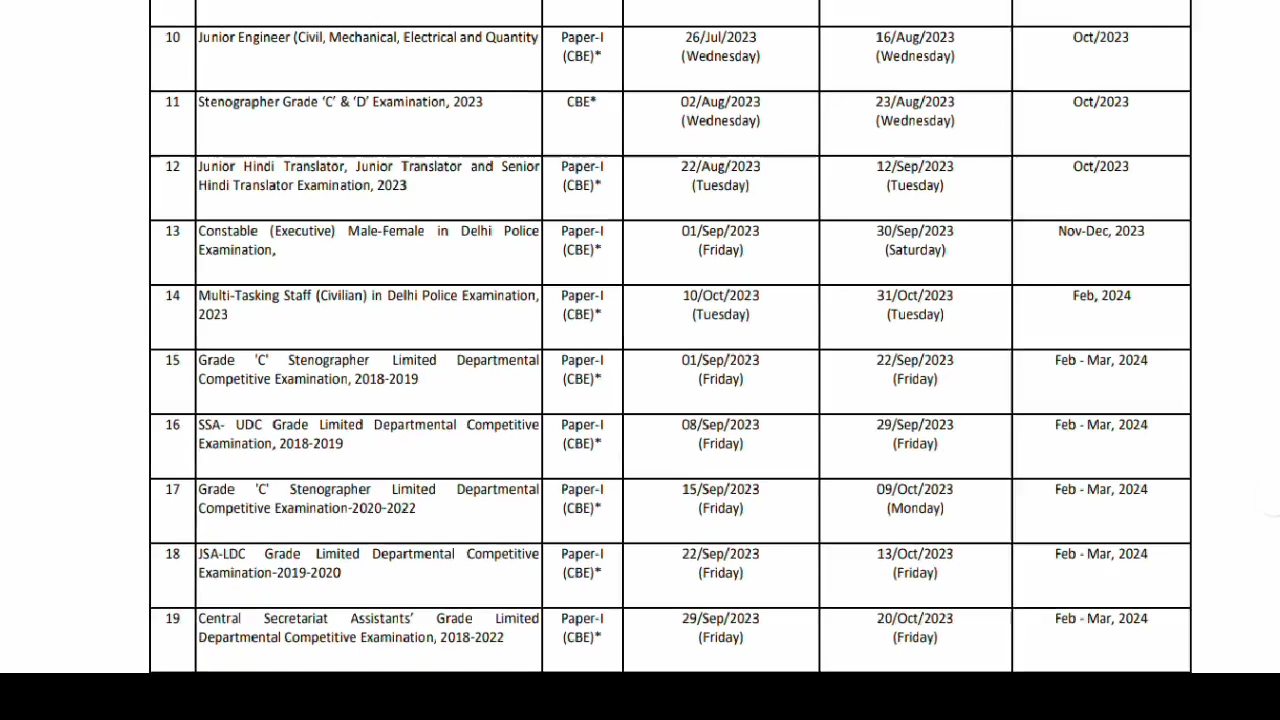 10 Junior Engineer (Civil, Mechanical, Electrical and Quantity Paper-I 26/Jul/2023 16/Aug/2023 Oct/2023
(CBE)* (Wednesday) (Wednesday)
11 Stenographer Grade ‘C’ & ‘D’ Examination, 2023 CBE* 02/Aug/2023 23/Aug/2023 Oct/2023
(Wednesday) (Wednesday)
12 Junior Hindi Translator, Junior Translator and Senior Paper-I 22/Aug/2023 12/Sep/2023 Oct/2023
Hindi Translator Examination, 2023 (CBE)* (Tuesday) (Tuesday)
13 Constable (Executive) Male-Female in Delhi Police Paper-I 01/Sep/2023 30/Sep/2023 Nov-Dec, 2023
Examination, (CBE)* (Friday) (Saturday)
14 Multi-Tasking Staff (Civilian) in Delhi Police Examination, Paper-I 10/Oct/2023 31/Oct/2023 Feb, 2024
2023 (CBE)* (Tuesday) (Tuesday)
15 Grade 'C' Stenographer Limited Departmental Paper-I 01/Sep/2023 22/Sep/2023 Feb - Mar, 2024
Competitive Examination, 2018-2019 (CBE)* (Friday) (Friday)
16 SSA- UDC Grade Limited Departmental Competitive Paper-I 08/Sep/2023 29/Sep/2023 Feb - Mar, 2024
Examination, 2018-2019 (CBE)* (Friday) (Friday)
17 Grade 'C' Stenographer Limited Departmental Paper-I 15/Sep/2023 09/Oct/2023 Feb - Mar, 2024
Competitive Examination-2020-2022 (CBE)* (Friday) (Monday)
18 JSA-LDC Grade Limited Departmental Competitive Paper-I 22/Sep/2023 13/Oct/2023 Feb - Mar, 2024
Examination-2019-2020 (CBE)* (Friday) (Friday)
19 Central Secretariat Assistants’ Grade Limited Paper-I 29/Sep/2023 20/Oct/2023 Feb - Mar, 2024
Departmental Competitive Examination, 2018-2022 (CBE)* (Friday) (Friday)